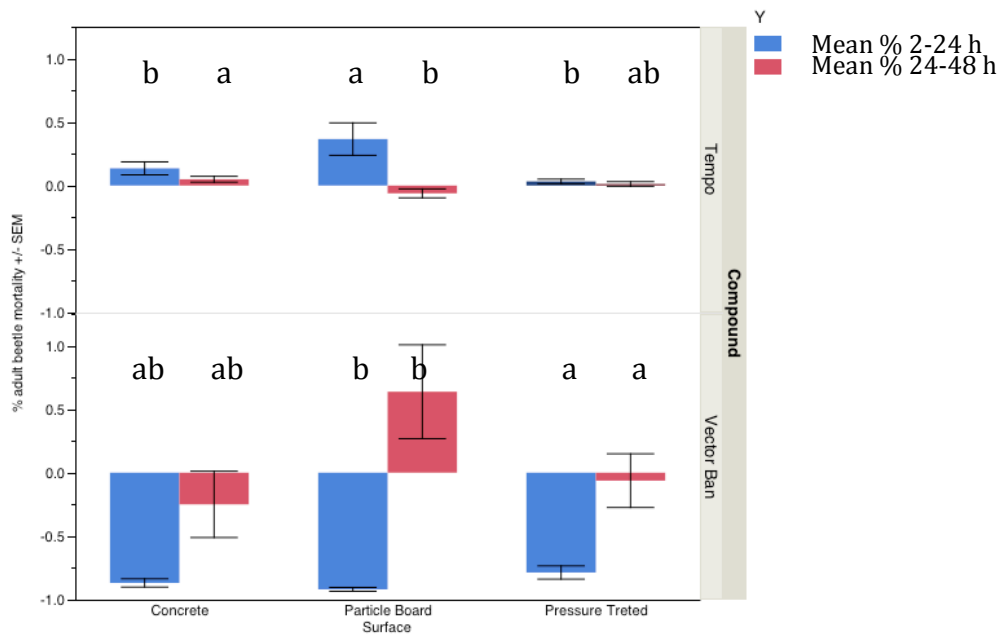 Y
Mean % 2-24 h
Mean % 24-48 h
% adult beetle mortality +/- SEM
1.0
0.5
0.0
-0.5
-1.0
b a a b b ab
Tempo
1.0
0.5
0.0
-0.5
-1.0
ab ab b b a a
Vector Ban
Compound
Concrete Particle Board Pressure Treted
Surface